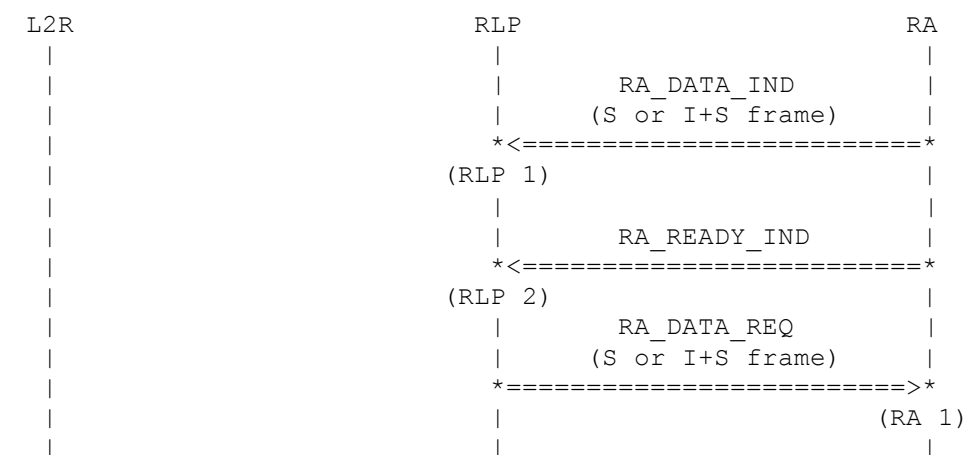 L2R RLP RA
| | |
| | RA_DATA_IND |
| | (S or I+S frame) |
| *<=========================*
| (RLP 1) |
| | |
| | RA_READY_IND |
| *<=========================*
| (RLP 2) |
| | RA_DATA_REQ |
| | (S or I+S frame) |
| *=========================>*
| | (RA 1)
| | |